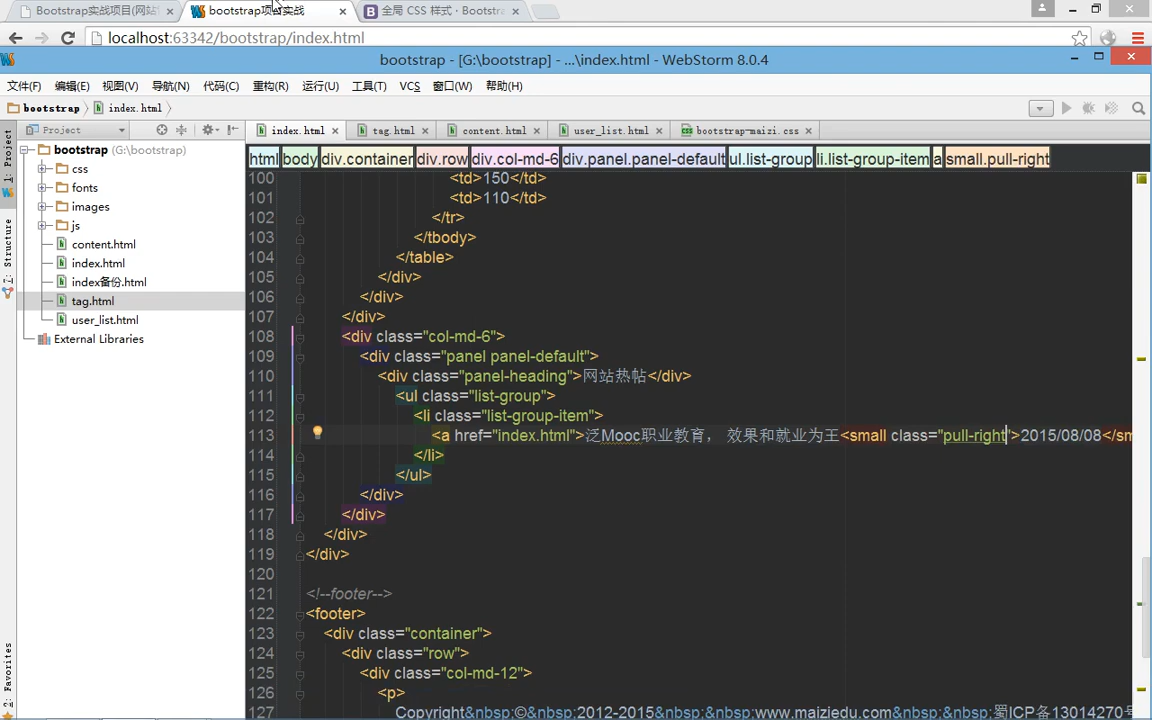 Bootstrap实战项目(网站
bootstrap项目实战
全局 CSS 样式 · Bootstra
localhost:63342/bootstrap/index.html
bootstrap - [G:\bootstrap] - ...\index.html - WebStorm 8.0.4
文件(F) 编辑(E) 视图(V) 导航(N) 代码(C) 重构(R) 运行(U) 工具(T) VCS 窗口(W) 帮助(H)
bootstrap index.html
Project
index.html tag.html content.html user_list.html bootstrap-maizi.css
html body div.container div.row div.col-md-6 div.panel.panel-default ul.list-group li.list-group-item a small.pull-right
1: Project
Z: Structure
2: Favorites
bootstrap (G:\bootstrap)
css
fonts
images
js
content.html
index.html
index备份.html
tag.html
user_list.html
External Libraries
100 <td>150</td>
101 <td>110</td>
102 </tr>
103 </tbody>
104 </table>
105 </div>
106 </div>
107 </div>
108 <div class="col-md-6">
109 <div class="panel panel-default">
110 <div class="panel-heading">网站热帖</div>
111 <ul class="list-group">
112 <li class="list-group-item">
113 <a href="index.html">泛Mooc职业教育， 效果和就业为王<small class="pull-right">2015/08/08</sm
114 </li>
115 </ul>
116 </div>
117 </div>
118 </div>
119 </div>
120
121 <!--footer-->
122 <footer>
123 <div class="container">
124 <div class="row">
125 <div class="col-md-12">
126 <p>
127 Copyright&nbsp;©&nbsp;2012-2015&nbsp;www.maiziedu.com&nbsp;&nbsp;蜀ICP备13014270号